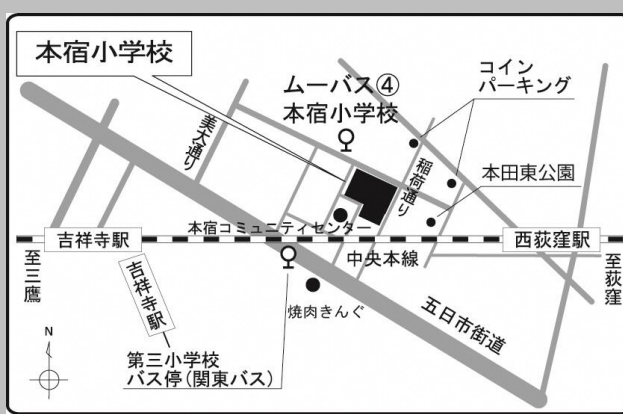 本宿小学校
ムーバス④
本宿小学校
コイン
パーキング
美大通り
稲荷通り
本田東公園
本宿コミュニティセンター
吉祥寺駅
西荻窪駅
至三鷹
吉祥寺駅
中央本線
至荻窪
焼肉きんぐ
五日市街道
N
第三小学校
バス停(関東バス)